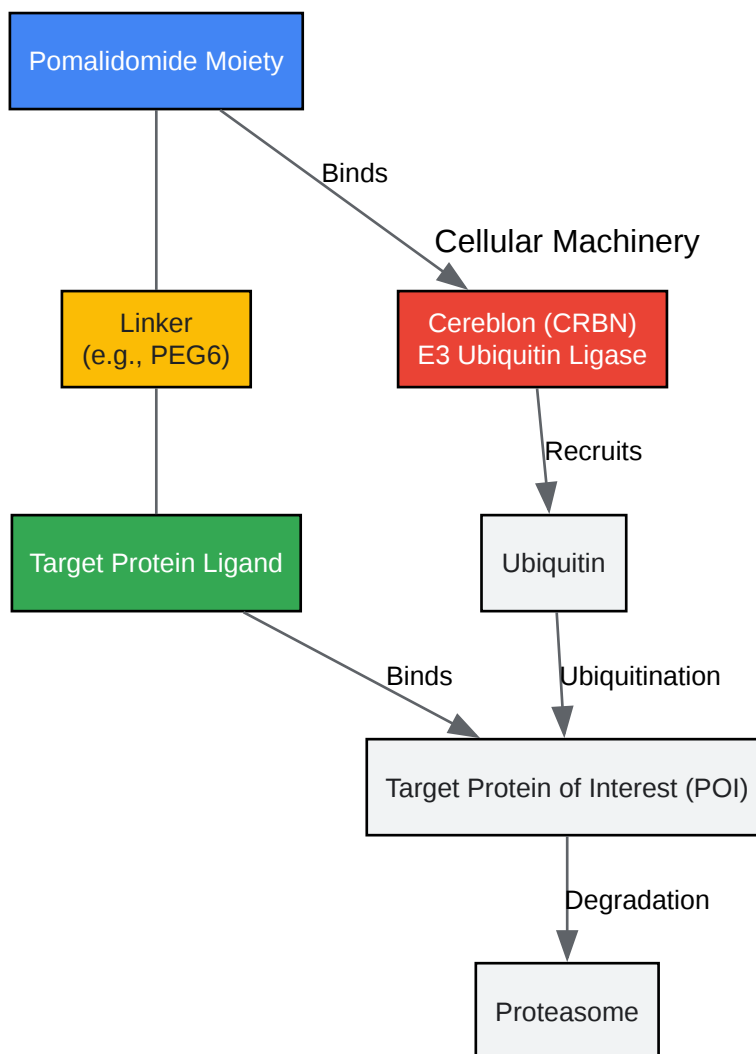 Pomalidomide Moiety
Binds
Cellular Machinery
Linker
(e.g., PEG6)
Cereblon (CRBN)
E3 Ubiquitin Ligase
Recruits
Target Protein Ligand
Ubiquitin
Binds
Ubiquitination
Target Protein of Interest (POI)
Degradation
Proteasome